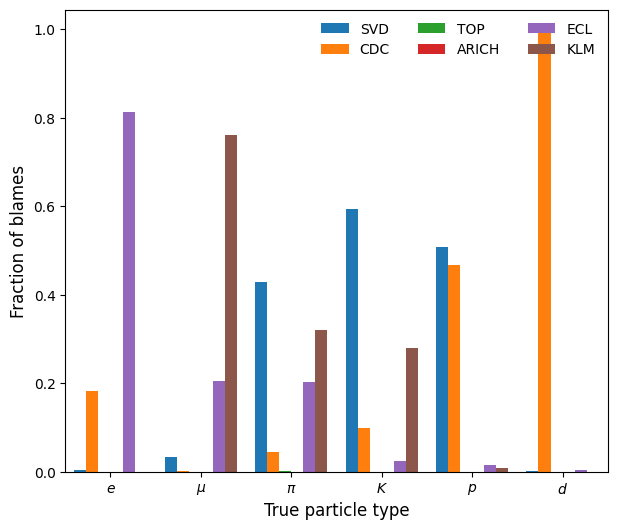 SVD TOP ECL
CDC ARICH KLM
Fraction of blames
1.0
0.8
0.6
0.4
0.2
0.0
e μ π K p d
True particle type